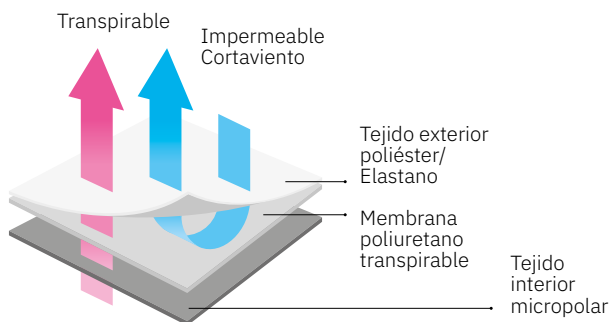 Transpirable
Impermeable
Cortaviento
Tejido exterior
poliéster/
Elastano
Membrana
poliuretano
transpirable
Tejido
interior
micropolar